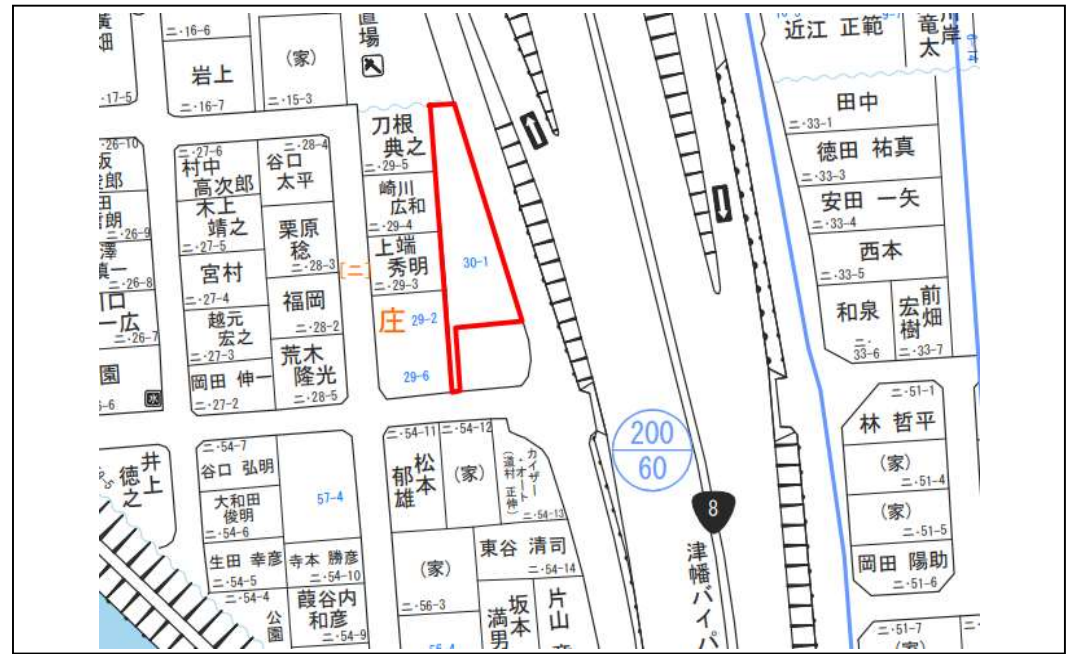 二・16-6
岩上
二・16-7
(家)
二・15-3
直場
-17-5
刀根
典之
二・29-5
崎川
広和
二・29-4
上端
秀明
二・29-3
庄
29-2
29-6
30-1
[二]
・26-10
・26-9
・26-8
・26-7
二・27-6
村中
高次郎
木上
靖之
二・27-5
宮村
二・27-4
越元
宏之
二・27-3
岡田 伸一
二・27-2
二・28-4
谷口
太平
栗原
稔
二・28-3
福岡
二・28-2
荒木
隆光
二・28-5
園
水
近江 正範
竜太
川岸
田中
二・33-1
徳田 祐真
二・33-3
安田 一矢
二・33-4
西本
二・33-5
和泉
二・
33-6
前畑
宏樹
二・33-7
二・51-1
林 哲平
(家)
二・51-4
(家)
二・51-5
岡田 陽助
二・51-6
二・51-7
(家)
200
60
8
津幡バイパ
井上
徳之
二・54-7
谷口 弘明
大和田
俊明
二・54-6
生田 幸彦
二・54-5
二・54-4
公園
57-4
寺本 勝彦
二・54-10
葭谷内
和彦
二・54-9
二・54-11
松本
郁雄
二・54-12
(家)
カイザー
・オート
(道村 正伸)
二・54-13
(家)
二・56-3
東谷 清司
二・54-14
坂本
満男
片山